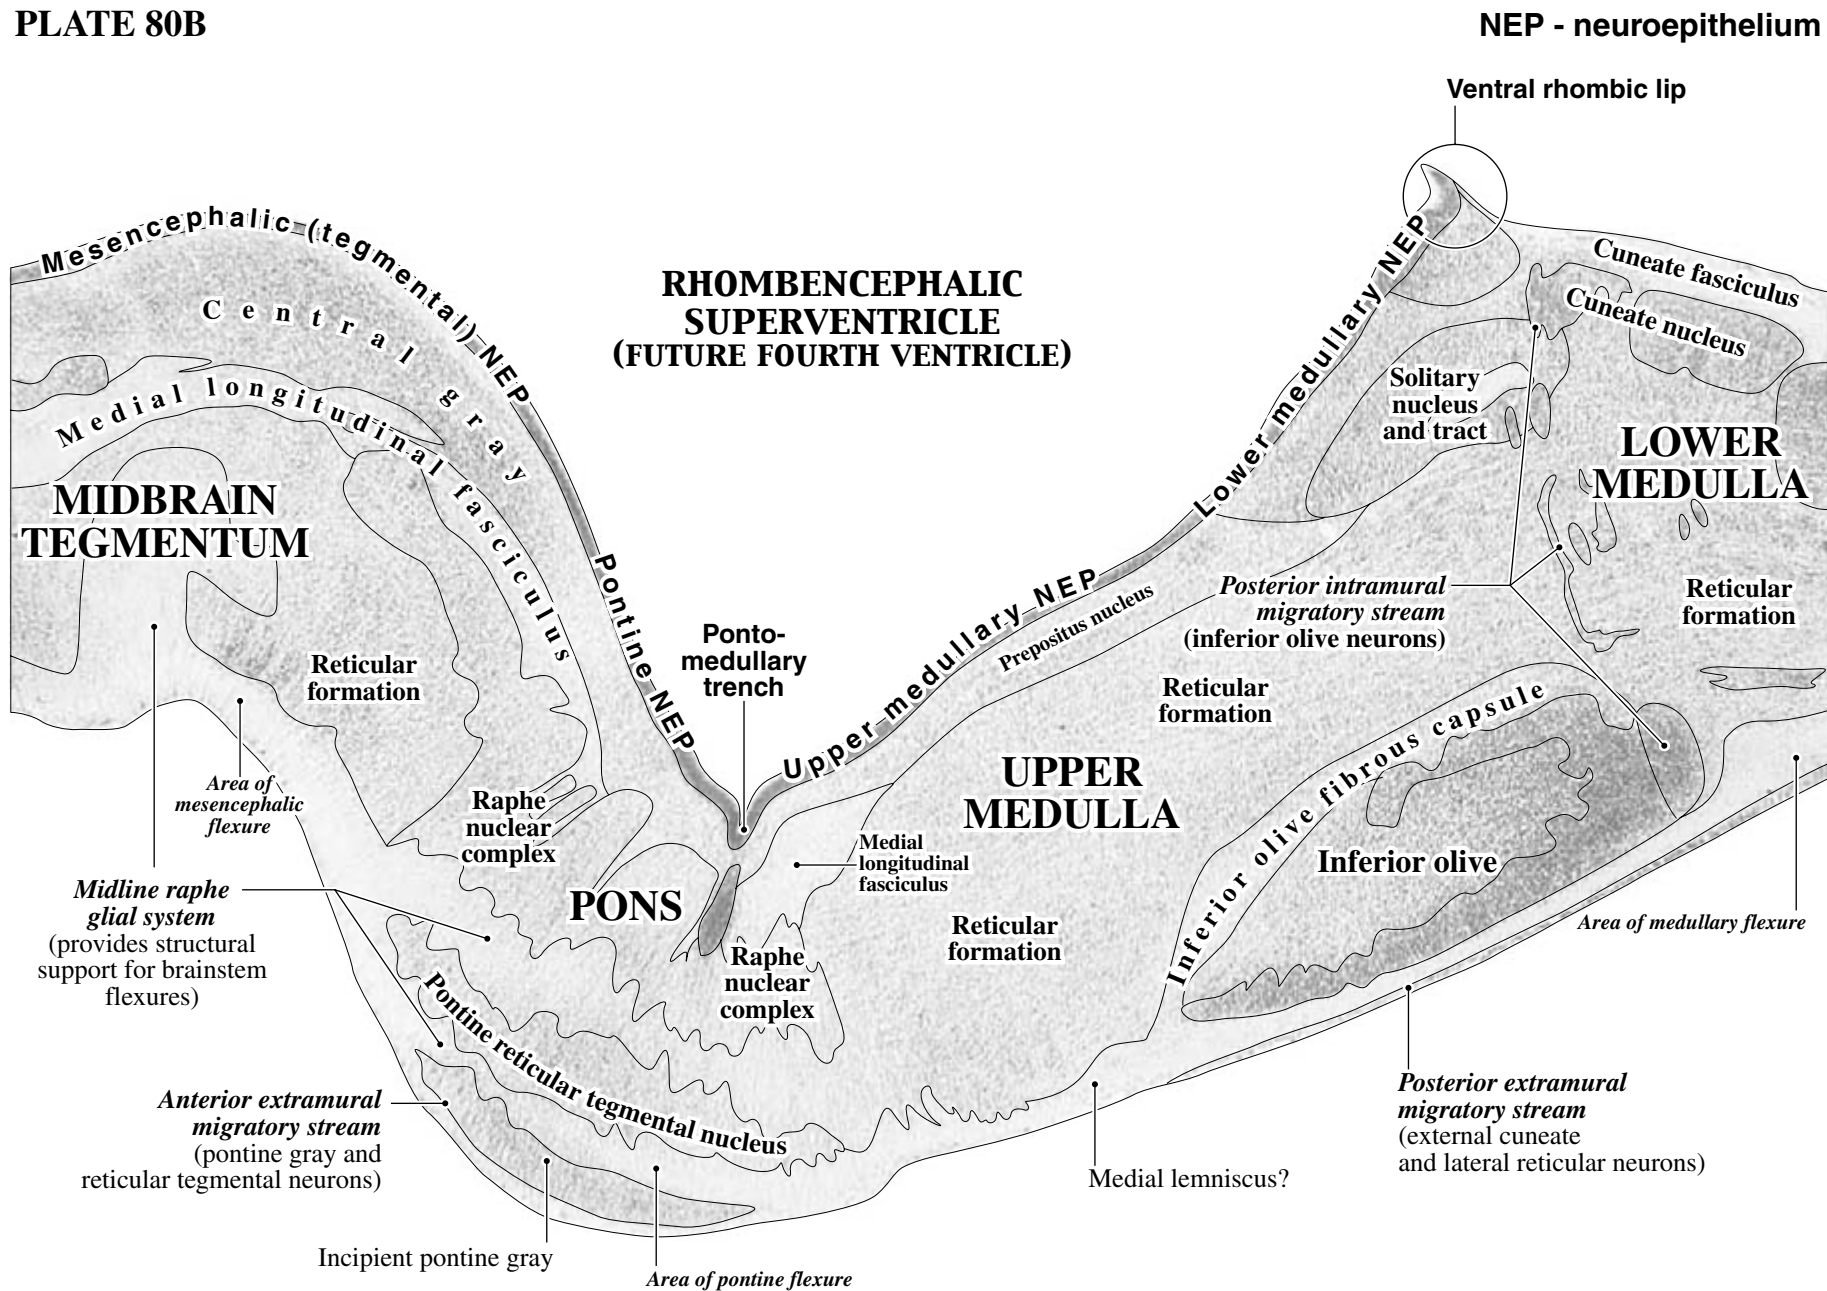 PLATE 80B
NEP - neuroepithelium
Ventral rhombic lip
Mesencephalic (tegmental) NEP
Central gray
Medial longitudinal fasciculus
MIDBRAIN
TEGMENTUM
RHOMBENCEPHALIC
SUPERVENTRICLE
(FUTURE FOURTH VENTRICLE)
Lower medullary NEP
Cuneate fasciculus
Cuneate nucleus
Solitary
nucleus
and tract
LOWER
MEDULLA
Pontine NEP
Ponto-
medullary
trench
Upper medullary NEP
Prepositus nucleus
Posterior intramural
migratory stream
(inferior olive neurons)
Reticular
formation
Reticular
formation
Reticular
formation
Area of
mesencephalic
flexure
Raphe
nuclear
complex
UPPER
MEDULLA
Inferior olive fibrous capsule
Medial
longitudinal
fasciculus
Inferior olive
Midline raphe
glial system
(provides structural
support for brainstem
flexures)
PONS
Reticular
formation
Area of medullary flexure
Raphe
nuclear
complex
Pontine reticular tegmental nucleus
Anterior extramural
migratory stream
(pontine gray and
reticular tegmental neurons)
Posterior extramural
migratory stream
(external cuneate
and lateral reticular neurons)
Medial lemniscus?
Incipient pontine gray
Area of pontine flexure